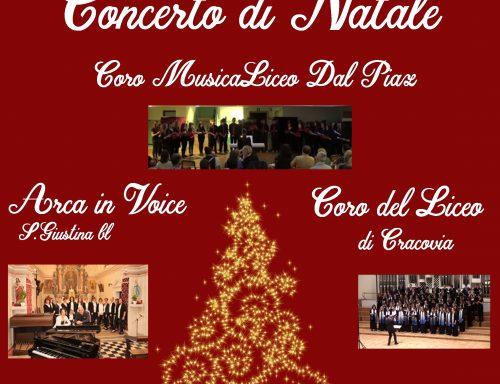 Concerto di Natale
Coro MusicaLiceo Dal Piaz
Arca in Voice
S.Giustina bl
Coro del Liceo
di Cracovia